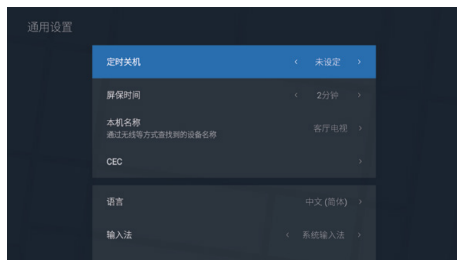 通用设置
定时关机 ‹ 未设定 ›
屏保时间 ‹ 2分钟 ›
本机名称
通过无线等方式查找到的设备名称
客厅电视 ›
CEC ›
语言 中文 (简体) ›
输入法 ‹ 系统输入法 ›